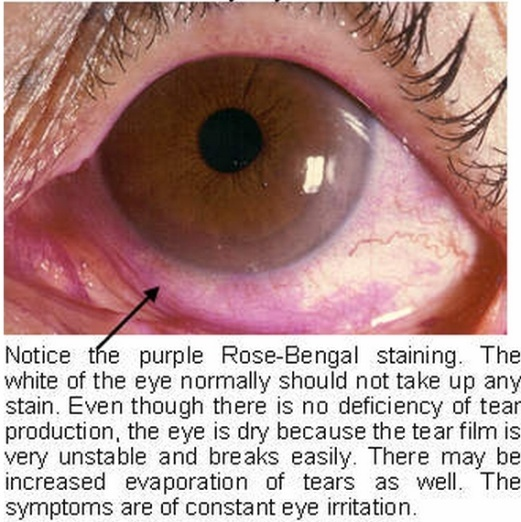 Notice the purple Rose-Bengal staining. The
white of the eye normally should not take up any
stain. Even though there is no deficiency of tear
production, the eye is dry because the tear film is
very unstable and breaks easily. There may be
increased evaporation of tears as well. The
symptoms are of constant eye irritation.